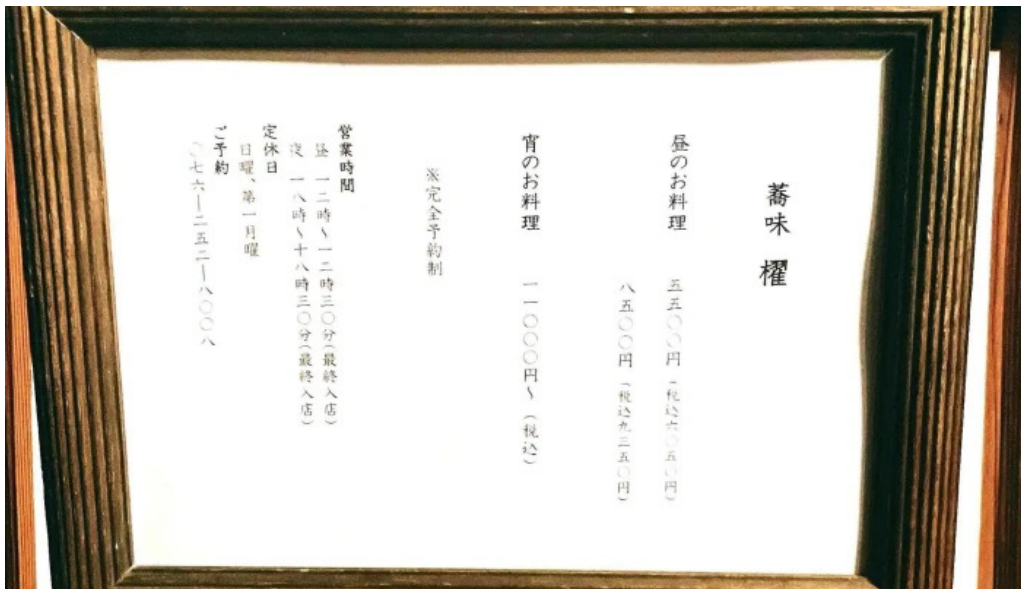 蕎味 櫂
昼のお料理 五五〇〇円 (税込六〇五〇円)
八五〇〇円 (税込九三五〇円)
宵のお料理 一一〇〇〇円～ (税込)
※完全予約制
営業時間
昼 一二時～一二時三〇分(最終入店)
夜 一八時～十八時三〇分(最終入店)
定休日
日曜、第一月曜
ご予約
〇七六―二五二―八〇〇八